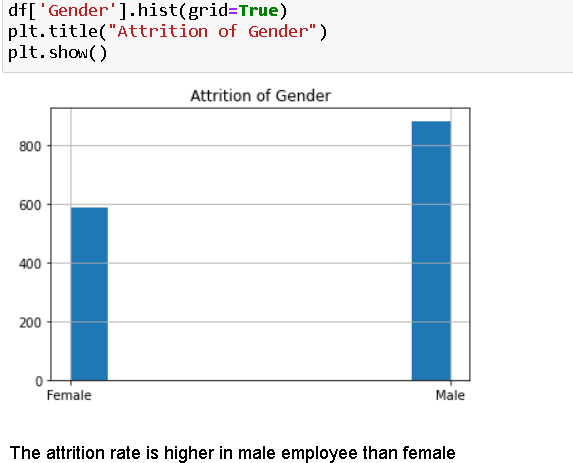 df['Gender'].hist(grid=True)
plt.title("Attrition of Gender")
plt.show()
Attrition of Gender
800
600
400
200
0
Female Male
The attrition rate is higher in male employee than female